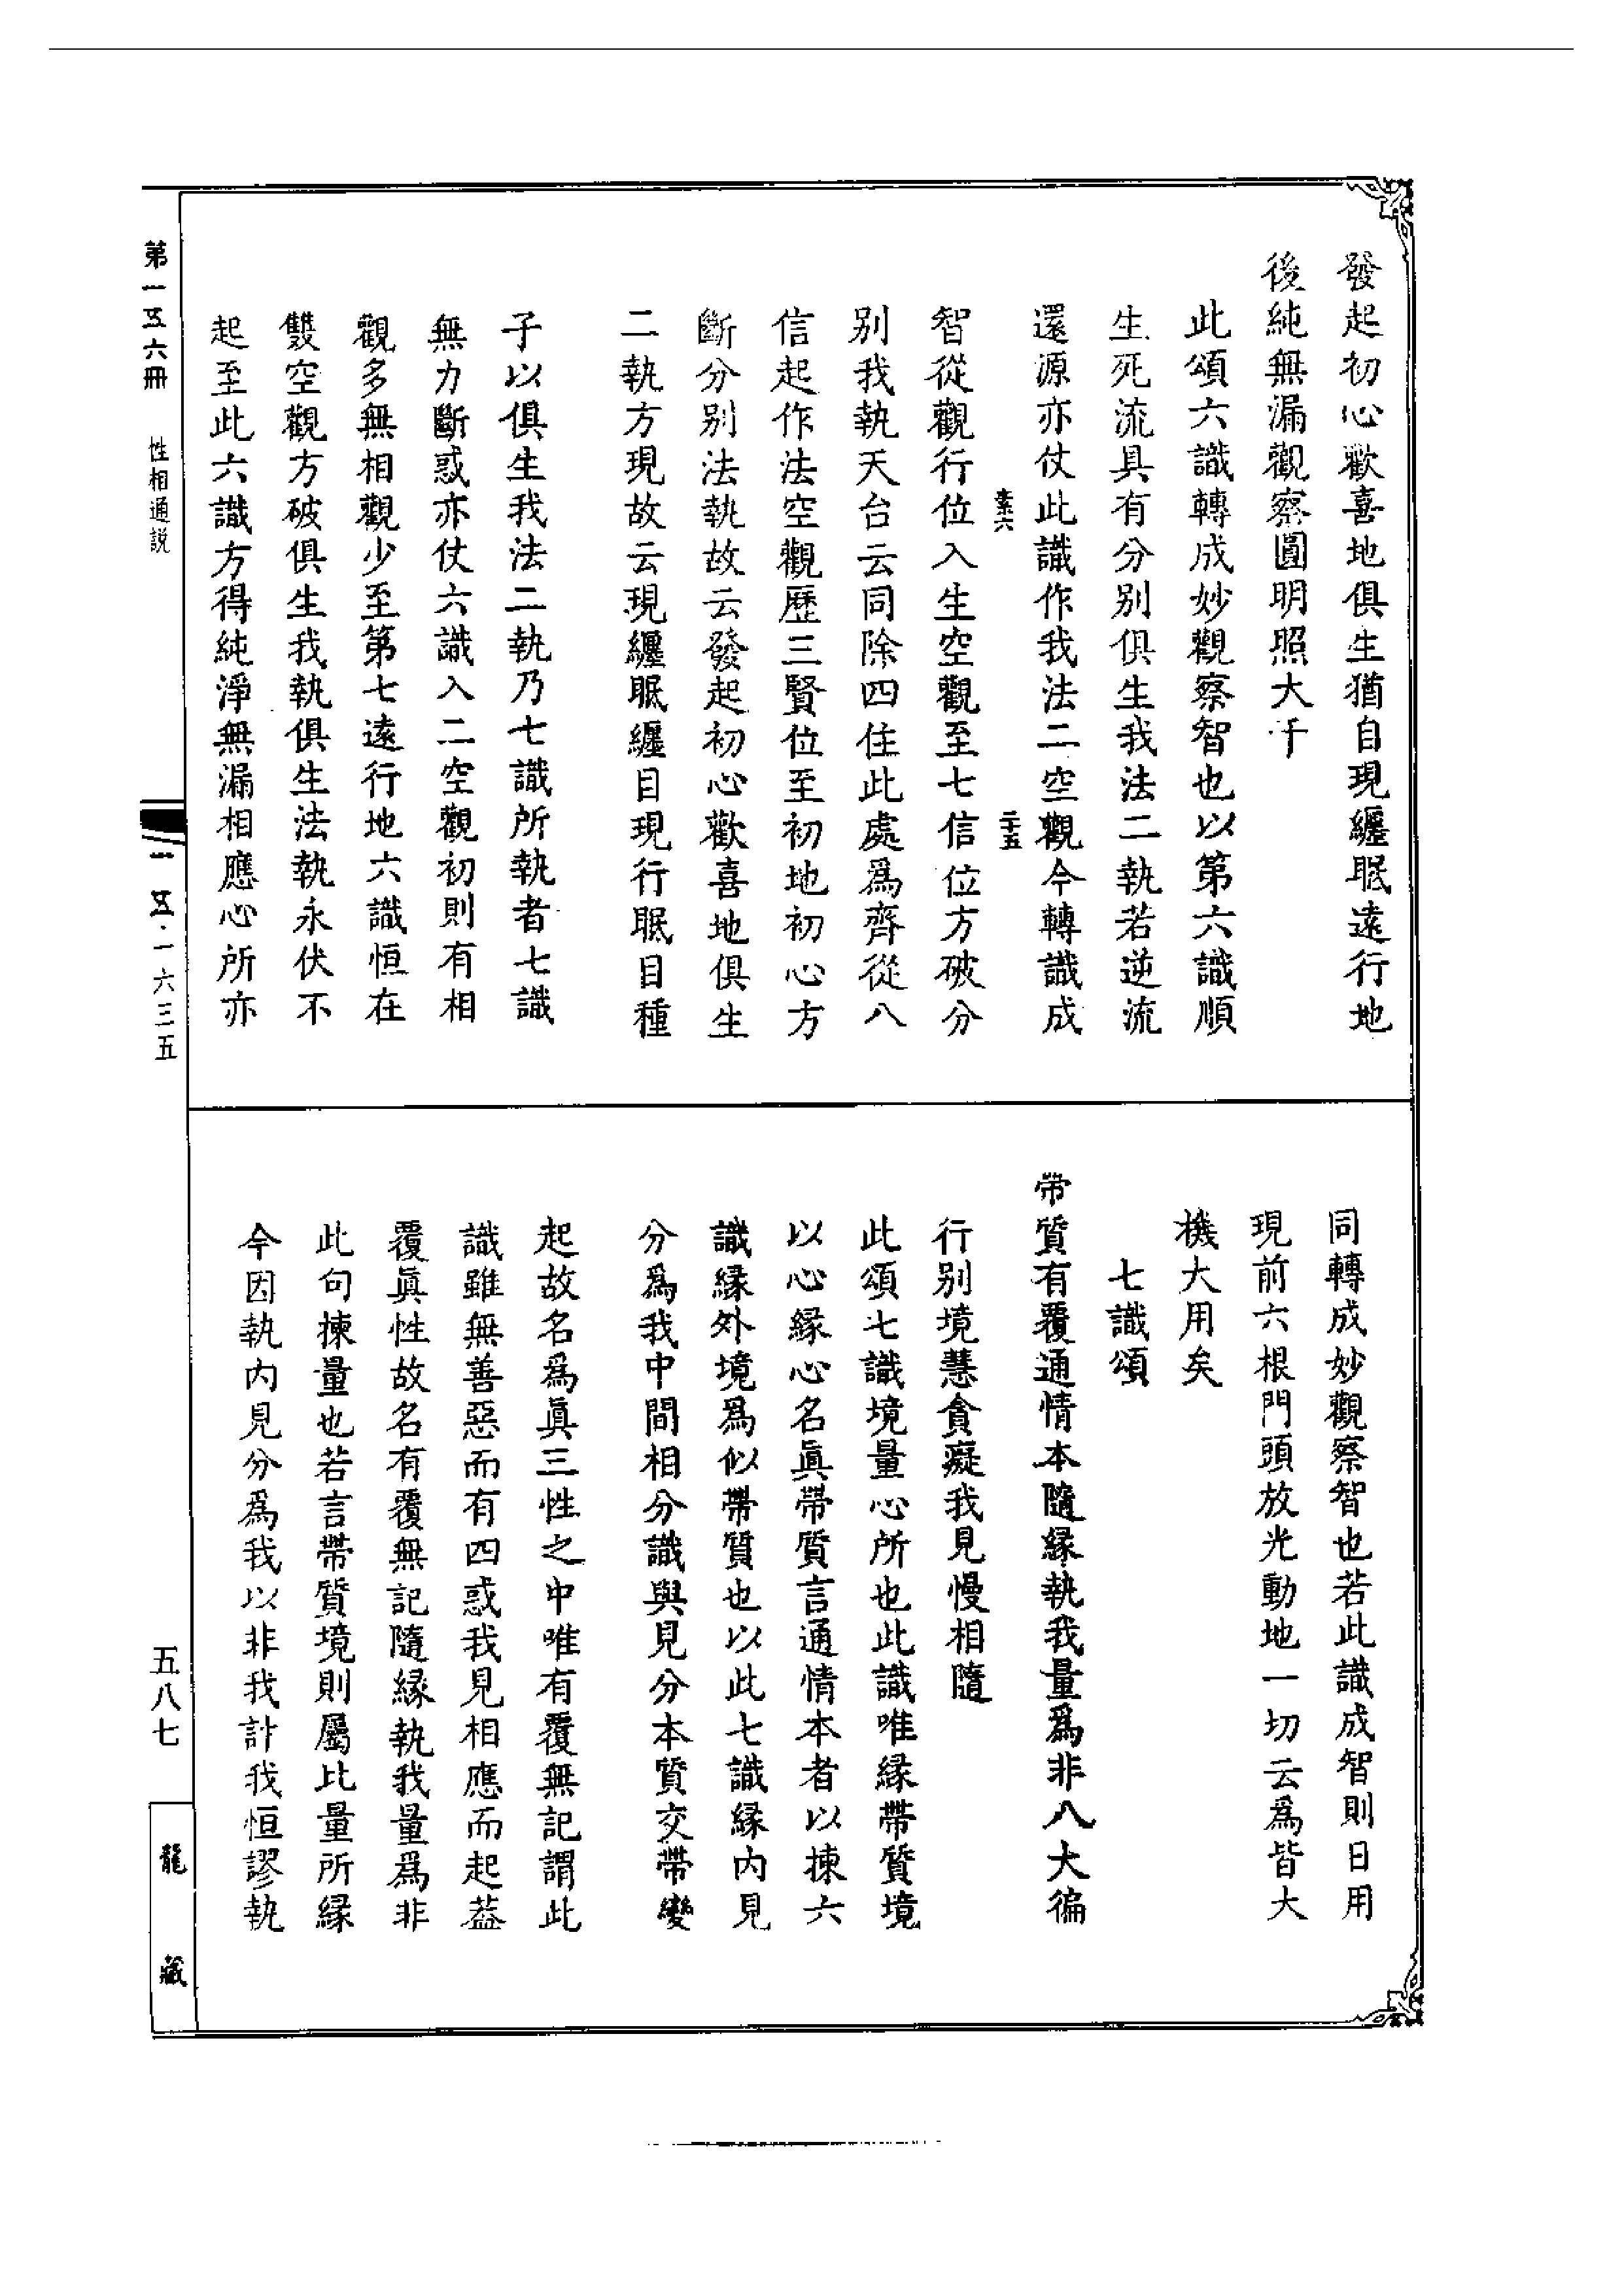 發起初心歡喜地俱生猶自現纏眠遠行地
後純無漏觀察圓明照大千
此頌六識轉成妙觀察智也以第六識順
生死流具有分別俱生我法二執若逆流
還源亦仗此識作我法二空觀今轉識成
素六
二十五
智從觀行位入生空觀至七信位方破分
別我執天台云同除四住此處爲齊從八
信起作法空觀歷三賢位至初地初心方
斷分別法執故云發起初心歡喜地俱生
二執方現故云現纏眠纏目現行眠目種
子以俱生我法二執乃七識所執者七識
無力斷惑亦仗六識入二空觀初則有相
觀多無相觀少至第七遠行地六識恒在
雙空觀方破俱生我執俱生法執永伏不
起至此六識方得純淨無漏相應心所亦
同轉成妙觀察智也若此識成智則日用
現前六根門頭放光動地一切云爲皆大
機大用矣
七識頌
帶質有覆通情本隨緣執我量爲非八大徧
行別境慧貪癡我見慢相隨
此頌七識境量心所也此識唯緣帶質境
以心緣心名眞帶質言通情本者以揀六
識緣外境爲似帶質也以此七識緣內見
分爲我中間相分識與見分本質交帶變
起故名爲眞三性之中唯有覆無記謂此
識雖無善惡而有四惑我見相應而起葢
覆眞性故名有覆無記隨緣執我量爲非
此句揀量也若言帶質境則屬比量所緣
今因執內見分爲我以非我計我恒謬執
第一五六冊　性相通説
一五·一六三五
五八七
龍藏